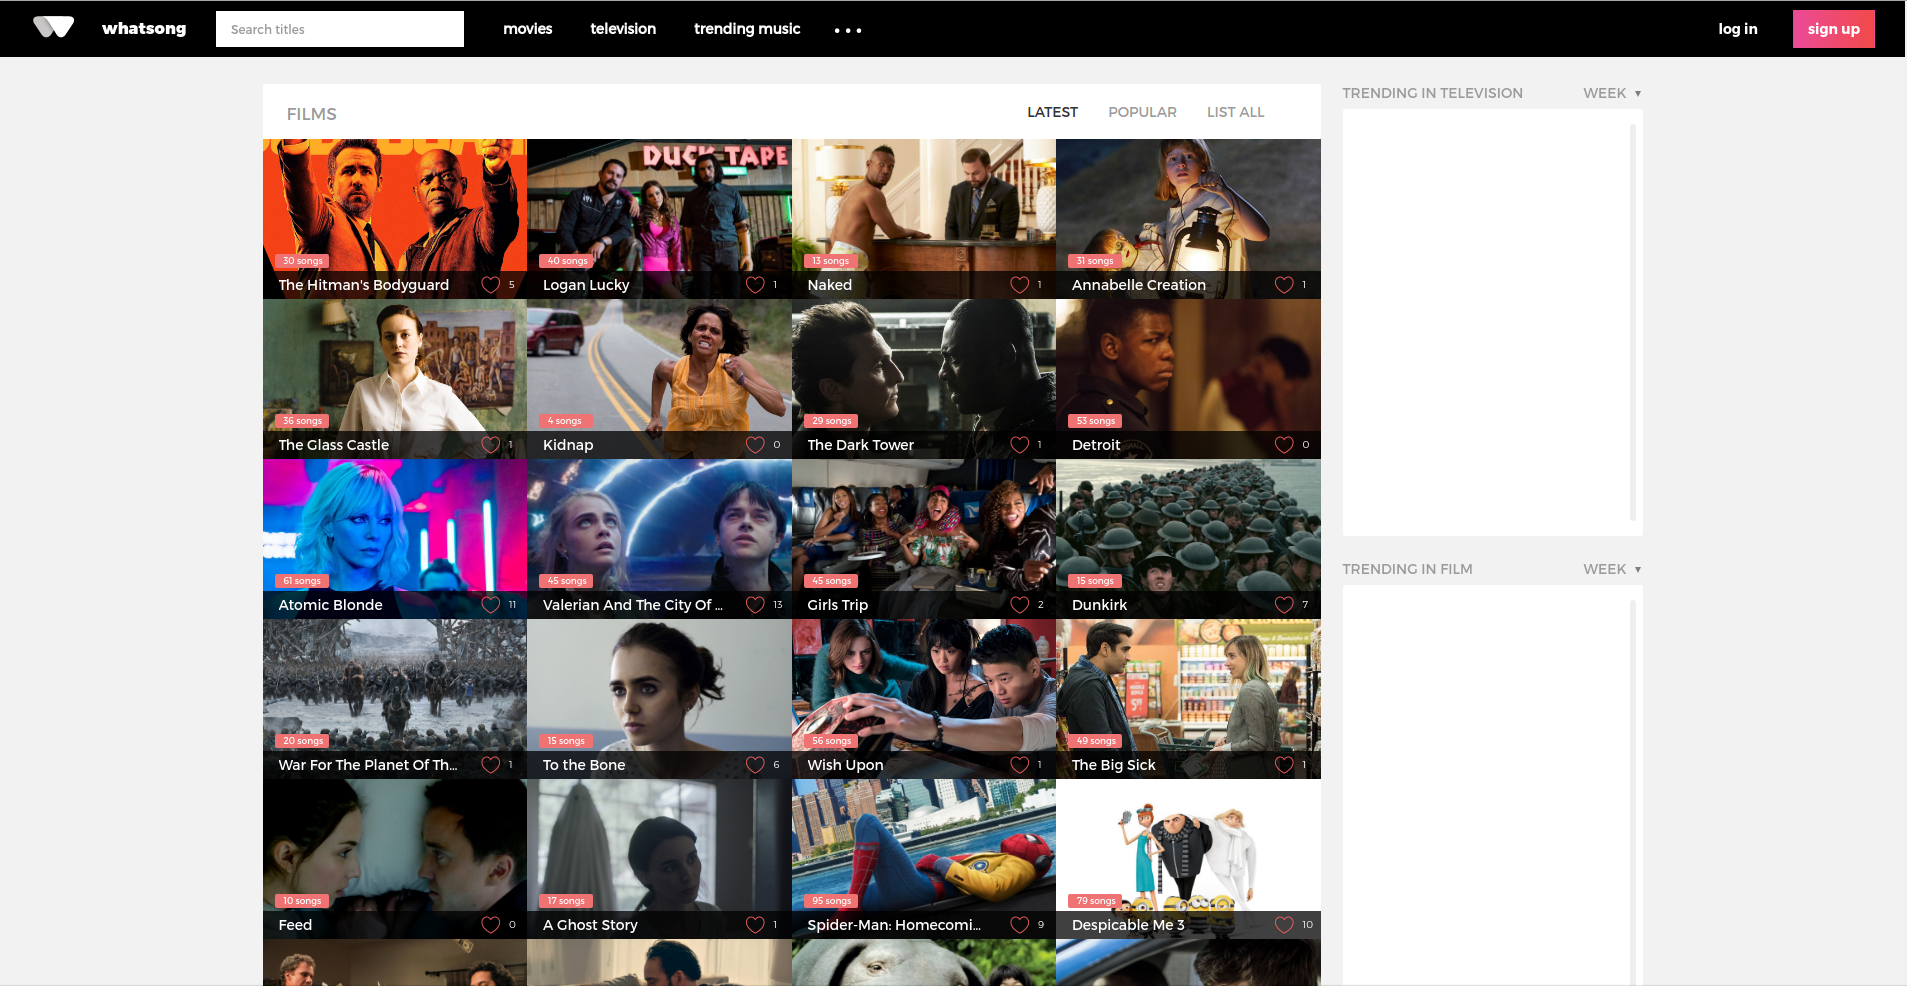 whatsong
Search titles
movies
television
trending music
log in
sign up
FILMS
LATEST
POPULAR
LIST ALL
TRENDING IN TELEVISION
WEEK ▼
DUCK TAPE
30 songs
40 songs
13 songs
31 songs
The Hitman's Bodyguard 5
Logan Lucky 1
Naked 1
Annabelle Creation 1
36 songs
4 songs
29 songs
53 songs
The Glass Castle 1
Kidnap 0
The Dark Tower 1
Detroit 0
61 songs
45 songs
45 songs
15 songs
Atomic Blonde 11
Valerian And The City Of ... 13
Girls Trip 2
Dunkirk 7
TRENDING IN FILM
WEEK ▼
20 songs
15 songs
56 songs
49 songs
War For The Planet Of Th... 1
To the Bone 6
Wish Upon 1
The Big Sick 1
10 songs
17 songs
95 songs
79 songs
Feed 0
A Ghost Story 1
Spider-Man: Homecomi... 9
Despicable Me 3 10